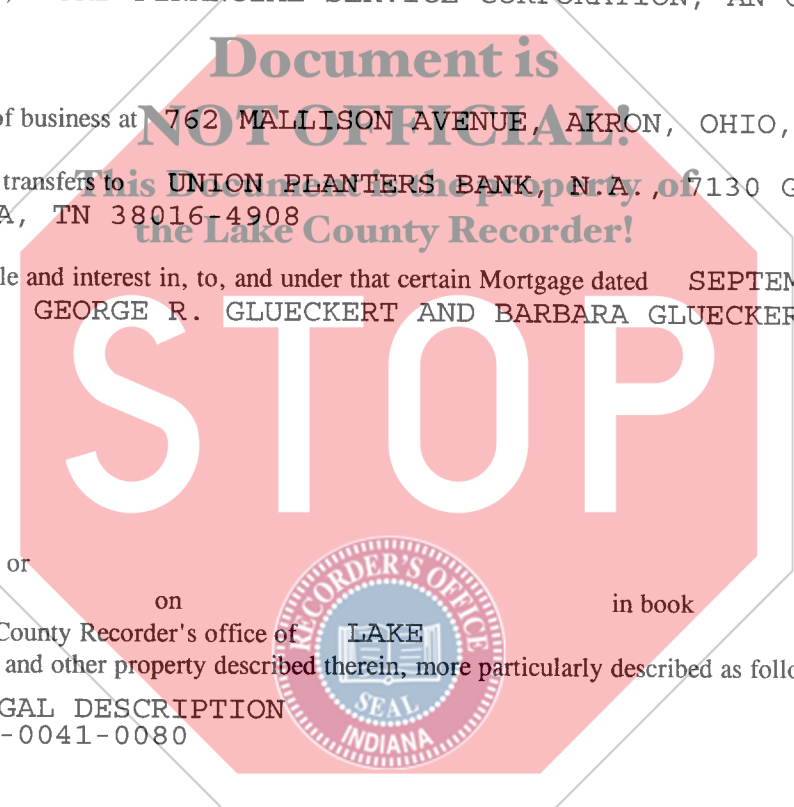 FINANCIAL SERVICE CORPORATION, AN
Document is
NOT OFFICIAL!
of business at 762 MALLISON AVENUE, AKRON, OHIO,
This Document is the property of
transfers to UNION PLANTERS BANK, N.A., 7130 G
A, TN 38016-4908
the Lake County Recorder!
le and interest in, to, and under that certain Mortgage dated SEPTEM
GEORGE R. GLUECKERT AND BARBARA GLUECKER
STOP
or
on in book
County Recorder's office of LAKE
and other property described therein, more particularly described as follo
GAL DESCRIPTION
-0041-0080
RECORDER'S OFFICE
SEAL
INDIANA